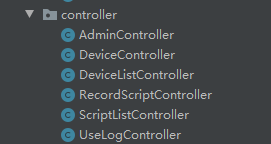 controller
AdminController
DeviceController
DeviceListController
RecordScriptController
ScriptListController
UseLogController